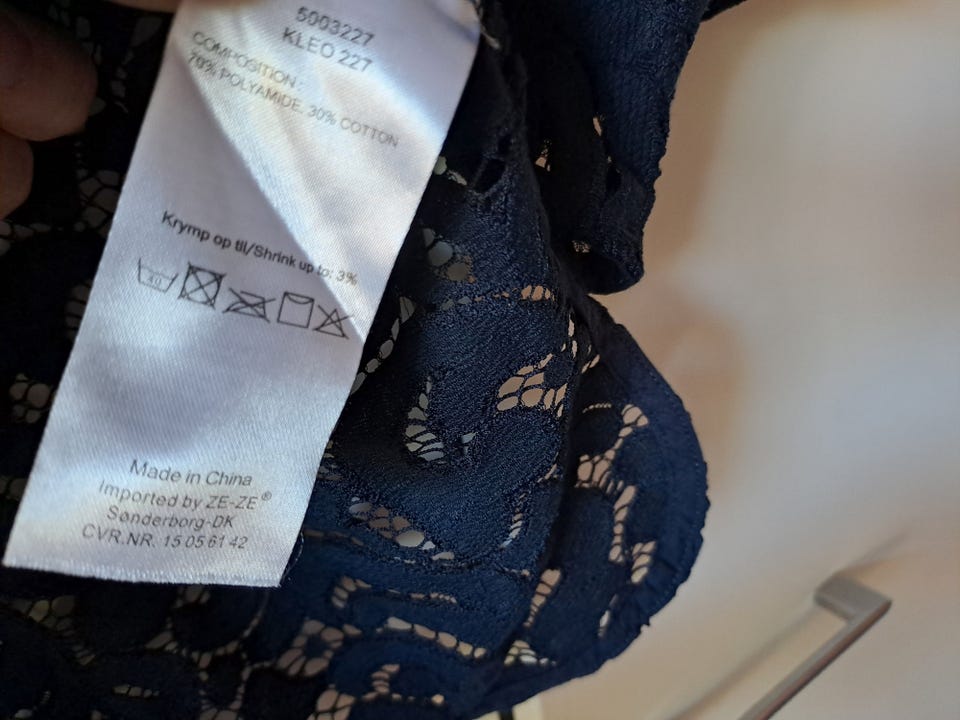 5003227
KLEO 227
COMPOSITION :
70% POLYAMIDE, 30% COTTON
Krymp op til/Shrink up to: 3%
40
Made in China
Imported by ZE-ZE®
Sønderborg-DK
CVR.NR. 15 05 61 42